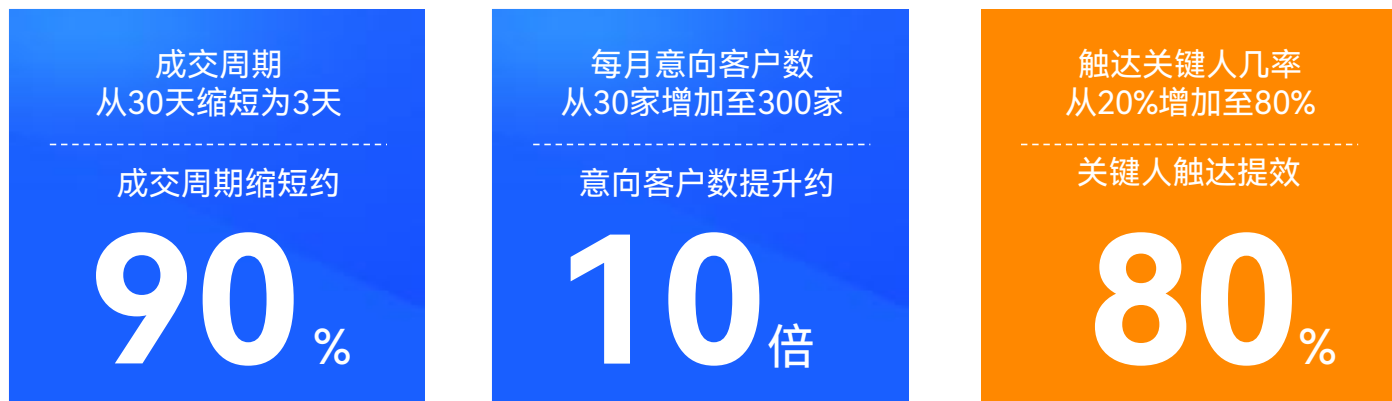 成交周期
从30天缩短为3天
成交周期缩短约
90%
每月意向客户数
从30家增加至300家
意向客户数提升约
10倍
触达关键人几率
从20%增加至80%
关键人触达提效
80%